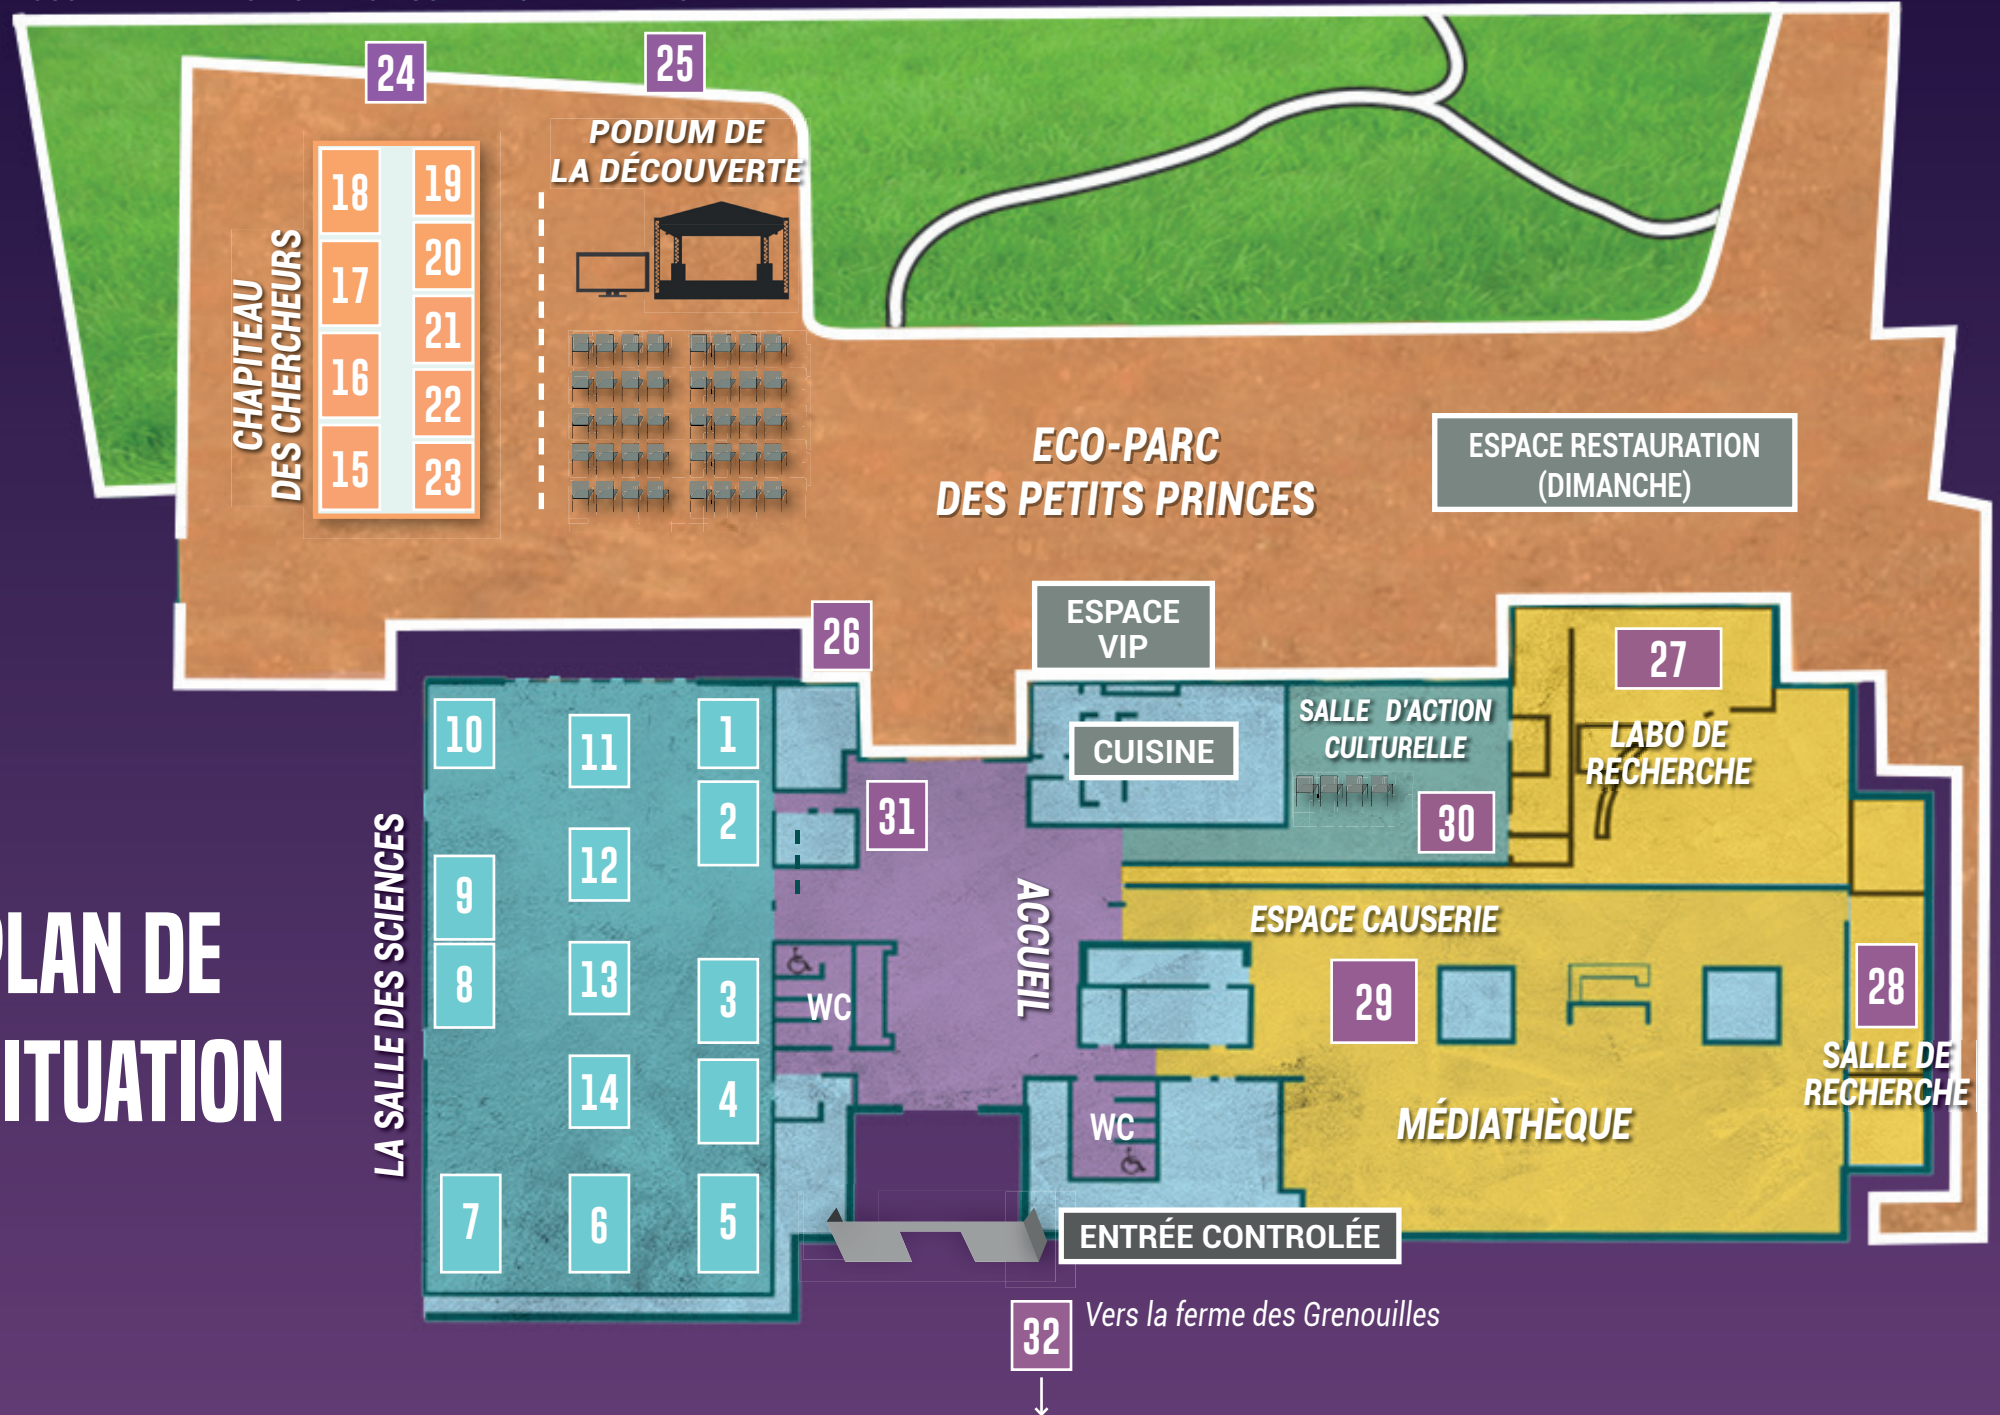 24
25
PODIUM DE
LA DÉCOUVERTE
CHAPITEAU
DES CHERCHEURS
18
17
16
15
19
20
21
22
23
ECO-PARC
DES PETITS PRINCES
ESPACE RESTAURATION
(DIMANCHE)
26
ESPACE
VIP
27
LABO DE
RECHERCHE
SALLE D'ACTION
CULTURELLE
30
CUISINE
31
ACCUEIL
LA SALLE DES SCIENCES
10
11
1
2
9
12
8
13
3
14
4
7
6
5
WC
WC
ESPACE CAUSERIE
29
28
SALLE DE
RECHERCHE
MÉDIATHÈQUE
PLAN DE
ITUATION
ENTRÉE CONTROLÉE
32
Vers la ferme des Grenouilles